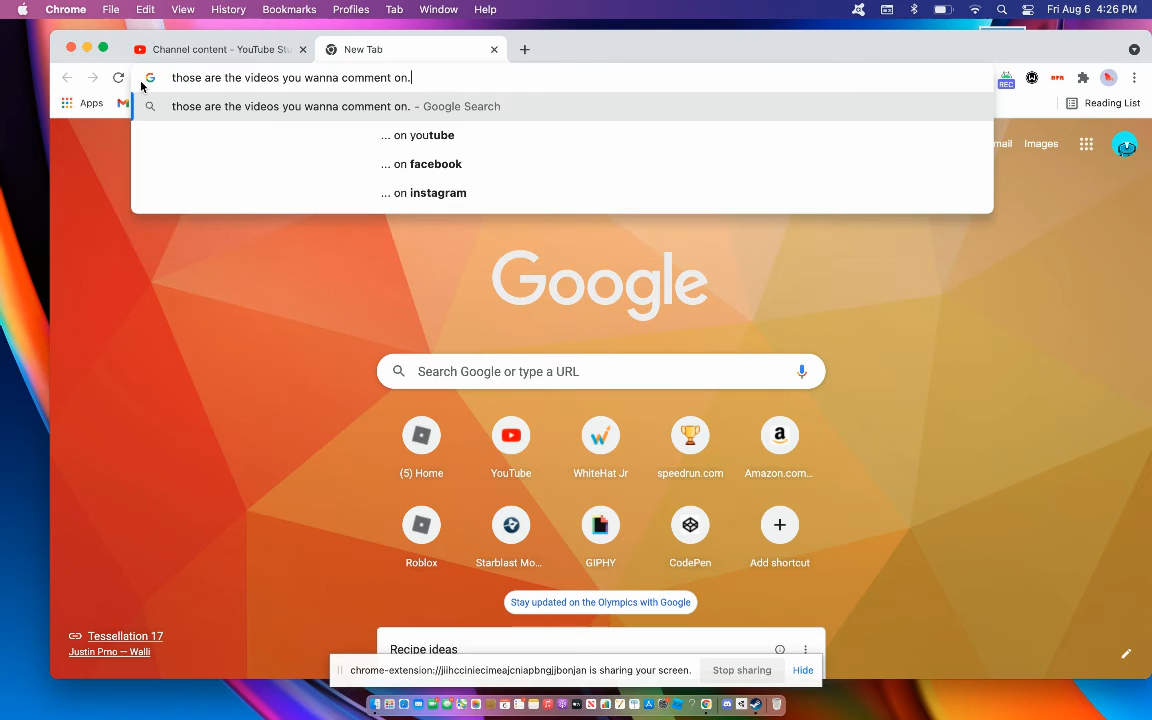 Chrome File Edit View History Bookmarks Profiles Tab Window Help Fri Aug 6 4:26 PM
Channel content - YouTube Stu New Tab
those are the videos you wanna comment on.
REC
Apps Reading List
those are the videos you wanna comment on. - Google Search
... on youtube
... on facebook
... on instagram
mail Images
Google
Search Google or type a URL
(5) Home YouTube WhiteHat Jr speedrun.com Amazon.com...
Roblox Starblast Mo... GIPHY CodePen Add shortcut
Stay updated on the Olympics with Google
Tessellation 17
Justin Prno — Walli
Recipe ideas
chrome-extension://jiihcciniecimeajcniapbngjjbonjan is sharing your screen. Stop sharing Hide